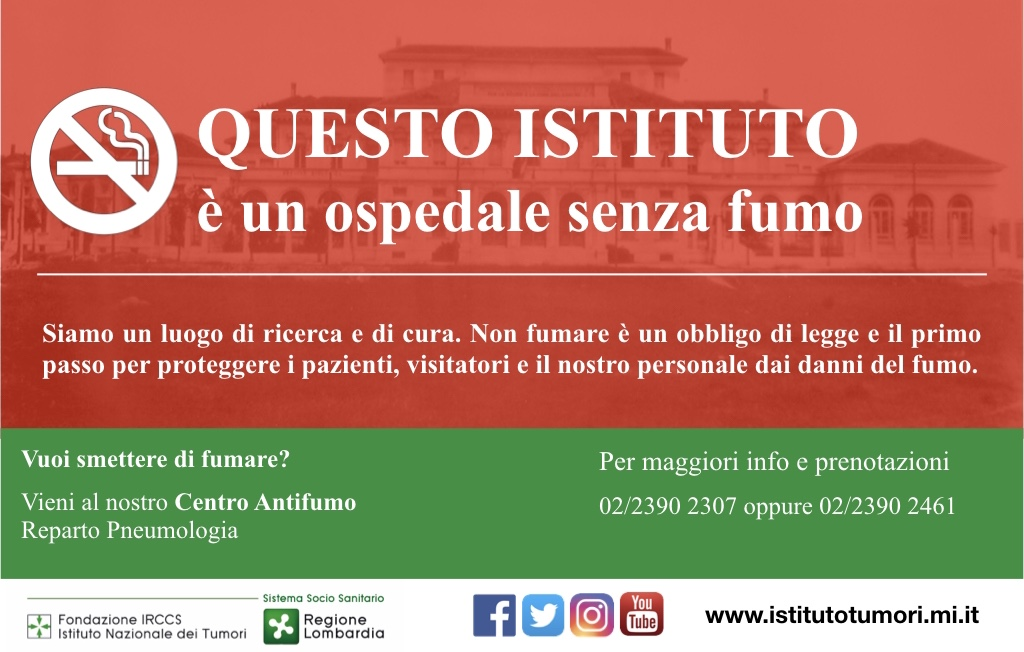 QUESTO ISTITUTO
è un ospedale senza fumo
Siamo un luogo di ricerca e di cura. Non fumare è un obbligo di legge e il primo
passo per proteggere i pazienti, visitatori e il nostro personale dai danni del fumo.
Vuoi smettere di fumare?
Vieni al nostro Centro Antifumo
Reparto Pneumologia
Per maggiori info e prenotazioni
02/2390 2307 oppure 02/2390 2461
Sistema Socio Sanitario
Fondazione IRCCS
Istituto Nazionale dei Tumori
Regione
Lombardia
You
Tube
www.istitutotumori.mi.it